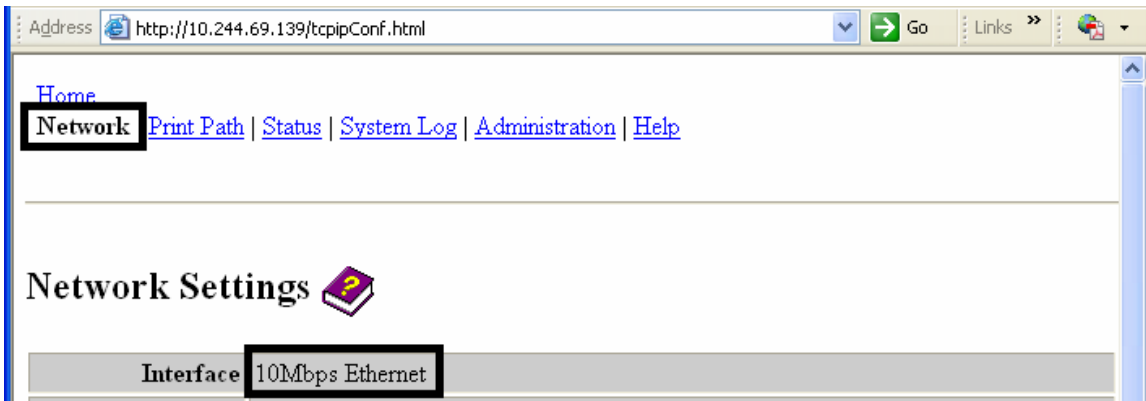 Address http://10.244.69.139/tcpipConf.html Go Links »
Home
Network Print Path | Status | System Log | Administration | Help
Network Settings ?
Interface 10Mbps Ethernet